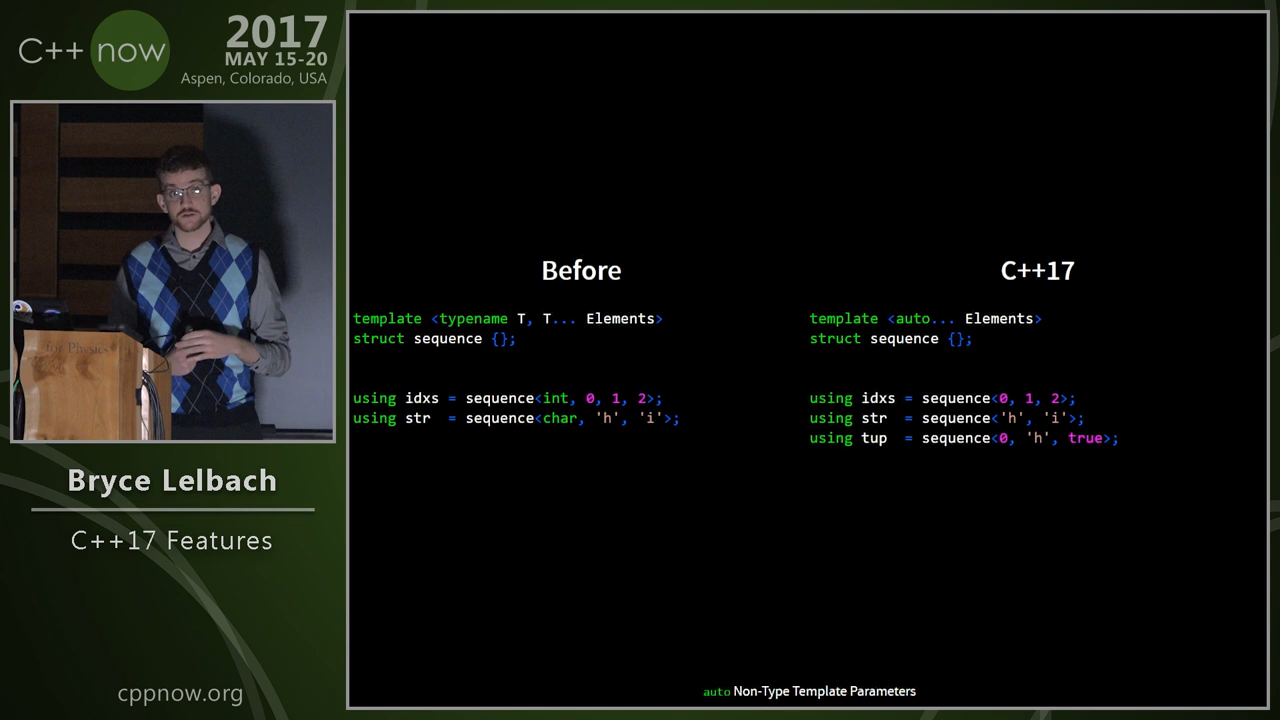 C++ now
2017
MAY 15-20
Aspen, Colorado, USA
for Physics
Bryce Lelbach
C++17 Features
cppnow.org
Before
template <typename T, T... Elements>
struct sequence {};
using idxs = sequence<int, 0, 1, 2>;
using str  = sequence<char, 'h', 'i'>;
C++17
template <auto... Elements>
struct sequence {};
using idxs = sequence<0, 1, 2>;
using str  = sequence<'h', 'i'>;
using tup  = sequence<0, 'h', true>;
auto Non-Type Template Parameters